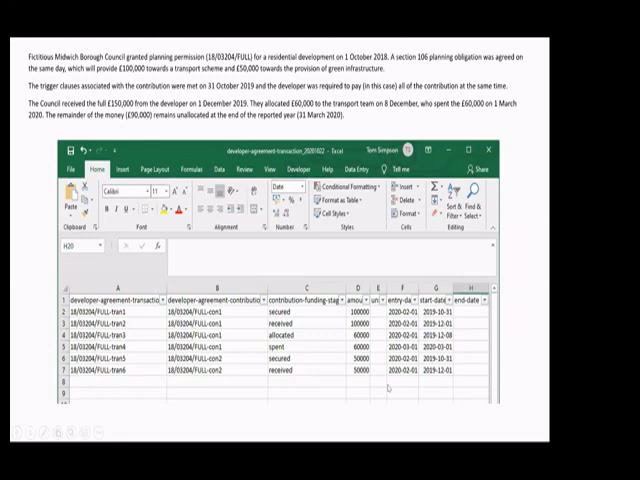 Fictitious Midwich Borough Council granted planning permission (18/03204/FULL) for a residential development on 1 October 2018. A section 106 planning obligation was agreed on
the same day, which will provide £100,000 towards a transport scheme and £50,000 towards the provision of green infrastructure.
The trigger clauses associated with the contribution were met on 31 October 2019 and the developer was required to pay (in this case) all of the contribution at the same time.
The Council received the full £150,000 from the developer on 1 December 2019. They allocated £60,000 to the transport team on 8 December, who spent the £60,000 on 1 March
2020. The remainder of the money (£90,000) remains unallocated at the end of the reported year (31 March 2020).
developer-agreement-transaction_20201022 - Excel Tom Simpson TS
File Home Insert Page Layout Formulas Data Review View Developer Help Data Entry Tell me Share
Calibri 11 A A Date Conditional Formatting Insert Σ
Paste Format as Table Delete
B I U A % Cell Styles Format Sort & Filter Find & Select
Clipboard Font Alignment Number Styles Cells Editing
H20 fx
A B C D E F G H
1 developer-agreement-transactio developer-agreement-contributio contribution-funding-stag amou uni entry-da start-date end-date
2 18/03204/FULL-tran1 18/03204/FULL-con1 secured 100000 2020-02-01 2019-10-31
3 18/03204/FULL-tran2 18/03204/FULL-con1 received 100000 2020-02-01 2019-12-01
4 18/03204/FULL-tran3 18/03204/FULL-con1 allocated 60000 2020-02-01 2019-12-08
5 18/03204/FULL-tran4 18/03204/FULL-con1 spent 60000 2020-03-01 2020-03-01
6 18/03204/FULL-tran5 18/03204/FULL-con2 secured 50000 2020-02-01 2019-10-31
7 18/03204/FULL-tran6 18/03204/FULL-con2 received 50000 2020-02-01 2019-12-01
8
9